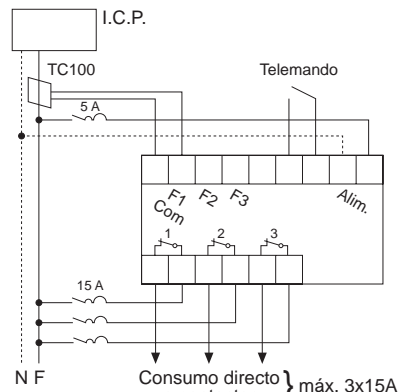 I.C.P.
TC100
Telemando
5 A
F1
Com
F2
F3
Alim.
1
2
3
15 A
N F
Consumo directo
} máx. 3x15A